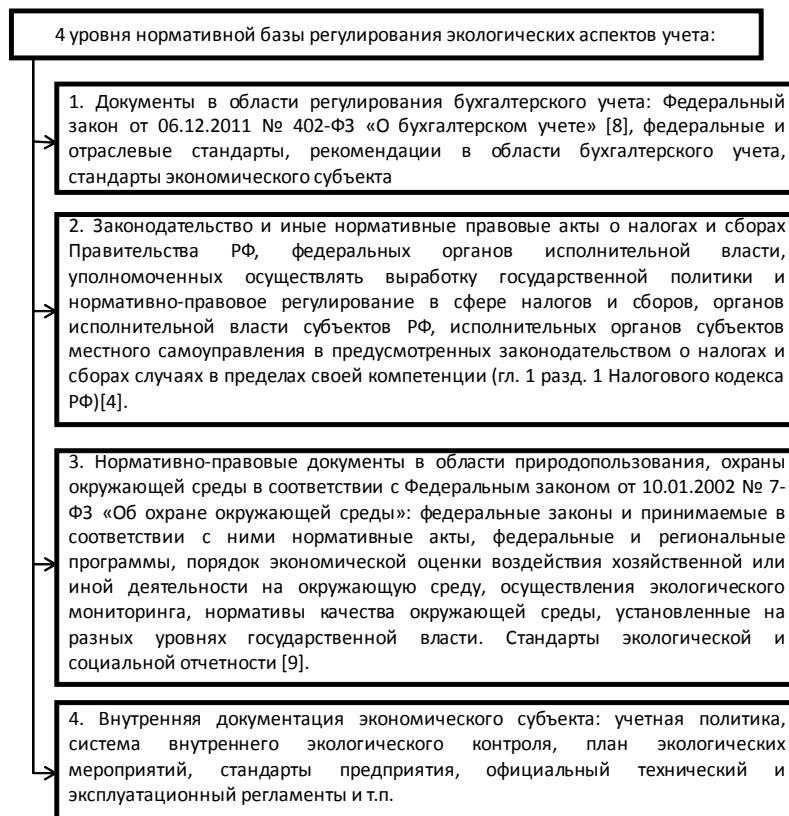 4 уровня нормативной базы регулирования экологических аспектов учета:
1. Документы в области регулирования бухгалтерского учета: Федеральный
закон от 06.12.2011 № 402-ФЗ «О бухгалтерском учете» [8], федеральные и
отраслевые стандарты, рекомендации в области бухгалтерского учета,
стандарты экономического субъекта
2. Законодательство и иные нормативные правовые акты о налогах и сборах
Правительства РФ, федеральных органов исполнительной власти,
уполномоченных осуществлять выработку государственной политики и
нормативно-правовое регулирование в сфере налогов и сборов, органов
исполнительной власти субъектов РФ, исполнительных органов субъектов
местного самоуправления в предусмотренных законодательством о налогах и
сборах случаях в пределах своей компетенции (гл. 1 разд. 1 Налогового кодекса
РФ)[4].
3. Нормативно-правовые документы в области природопользования, охраны
окружающей среды в соответствии с Федеральным законом от 10.01.2002 № 7-
ФЗ «Об охране окружающей среды»: федеральные законы и принимаемые в
соответствии с ними нормативные акты, федеральные и региональные
программы, порядок экономической оценки воздействия хозяйственной или
иной деятельности на окружающую среду, осуществления экологического
мониторинга, нормативы качества окружающей среды, установленные на
разных уровнях государственной власти. Стандарты экологической и
социальной отчетности [9].
4. Внутренняя документация экономического субъекта: учетная политика,
система внутреннего экологического контроля, план экологических
мероприятий, стандарты предприятия, официальный технический и
эксплуатационный регламенты и т.п.